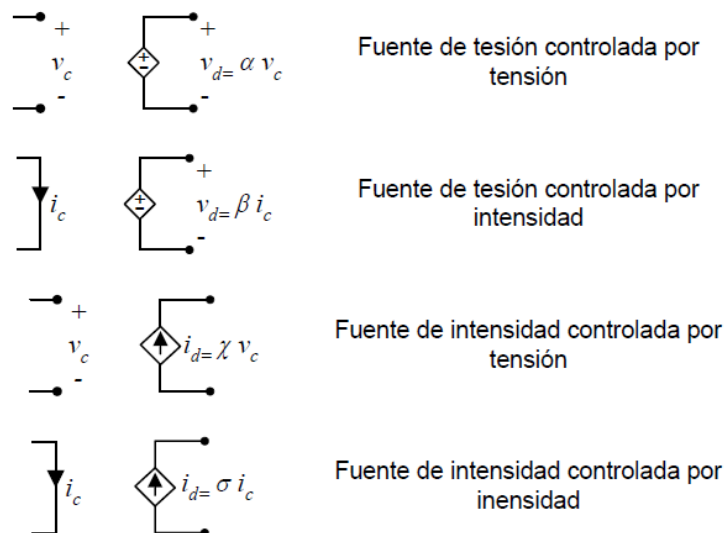 +
v_c
-
+
v_d= α v_c
-
Fuente de tesión controlada por
tensión
i_c
+
v_d= β i_c
-
Fuente de tesión controlada por
intensidad
+
v_c
-
i_d= χ v_c
Fuente de intensidad controlada por
tensión
i_c
i_d= σ i_c
Fuente de intensidad controlada por
inensidad